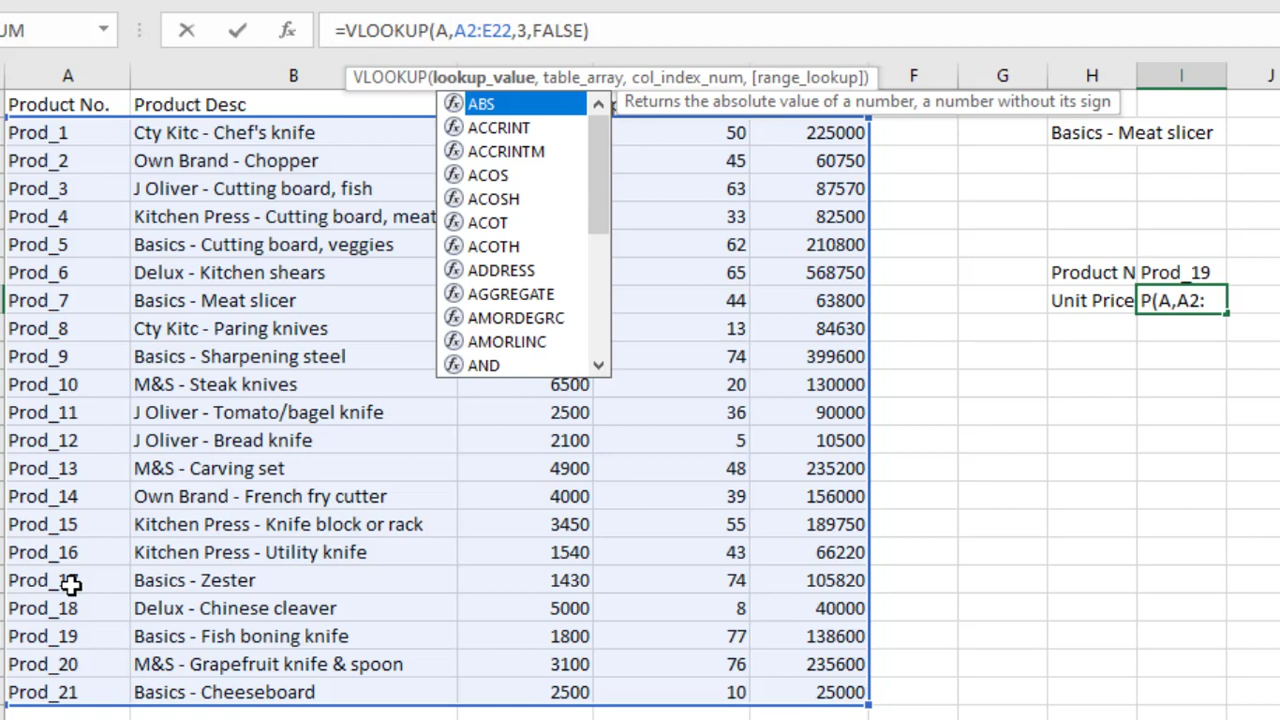 UM =VLOOKUP(A,A2:E22,3,FALSE)
A B F G H I J
VLOOKUP(lookup_value, table_array, col_index_num, [range_lookup])
Product No. Product Desc ABS Returns the absolute value of a number, a number without its sign
Prod_1 Cty Kitc - Chef's knife ACCRINT 50 225000 Basics - Meat slicer
Prod_2 Own Brand - Chopper ACCRINTM 45 60750
Prod_3 J Oliver - Cutting board, fish ACOS 63 87570
Prod_4 Kitchen Press - Cutting board, meat ACOSH 33 82500
Prod_5 Basics - Cutting board, veggies ACOT 62 210800
ACOTH
Prod_6 Delux - Kitchen shears ADDRESS 65 568750 Product N Prod_19
Prod_7 Basics - Meat slicer AGGREGATE 44 63800 Unit Price P(A,A2:
Prod_8 Cty Kitc - Paring knives AMORDEGRC 13 84630
Prod_9 Basics - Sharpening steel AMORLINC 74 399600
AND
Prod_10 M&S - Steak knives 6500 20 130000
Prod_11 J Oliver - Tomato/bagel knife 2500 36 90000
Prod_12 J Oliver - Bread knife 2100 5 10500
Prod_13 M&S - Carving set 4900 48 235200
Prod_14 Own Brand - French fry cutter 4000 39 156000
Prod_15 Kitchen Press - Knife block or rack 3450 55 189750
Prod_16 Kitchen Press - Utility knife 1540 43 66220
Prod_17 Basics - Zester 1430 74 105820
Prod_18 Delux - Chinese cleaver 5000 8 40000
Prod_19 Basics - Fish boning knife 1800 77 138600
Prod_20 M&S - Grapefruit knife & spoon 3100 76 235600
Prod_21 Basics - Cheeseboard 2500 10 25000